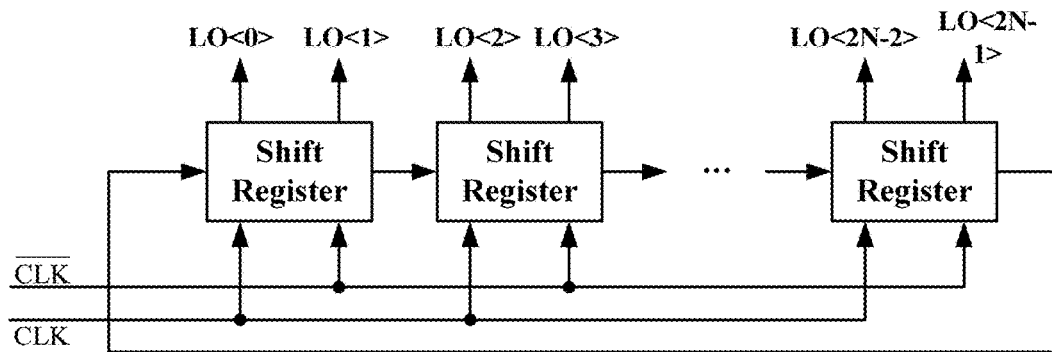 LO<0> LO<1> LO<2> LO<3> LO<2N-2> LO<2N-
1>
Shift Register
Shift Register
...
Shift Register
CLK
CLK